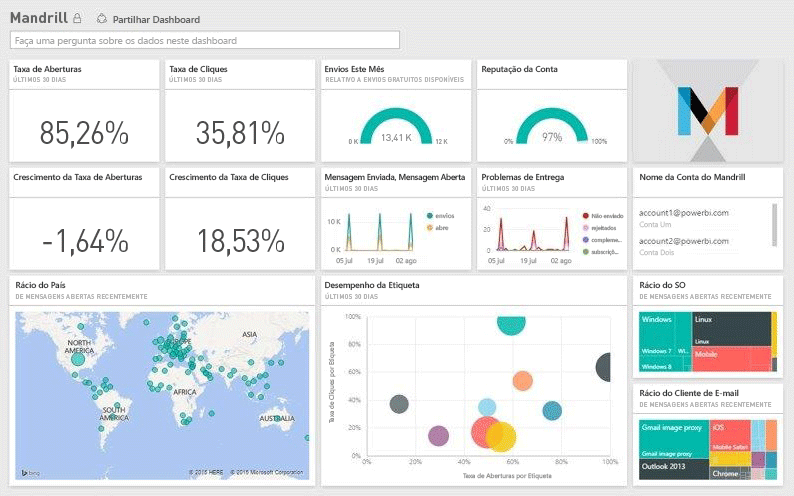 Mandrill
Partilhar Dashboard
Faça uma pergunta sobre os dados neste dashboard
Taxa de Aberturas
ÚLTIMOS 30 DIAS
85,26%
Taxa de Cliques
ÚLTIMOS 30 DIAS
35,81%
Envios Este Mês
RELATIVO A ENVIOS GRATUITOS DISPONÍVEIS
13,41 K
0 K
12 K
Reputação da Conta
97%
0%
100%
Crescimento da Taxa de Aberturas
-1,64%
Crescimento da Taxa de Cliques
18,53%
Mensagem Enviada, Mensagem Aberta
ÚLTIMOS 30 DIAS
10 K
0 K
05 jul
19 jul
02 ago
envios
abre
Problemas de Entrega
ÚLTIMOS 30 DIAS
40
20
0
05 jul
19 jul
02 ago
Não-enviado
rejeitados
compleme...
subscriçõ...
Nome da Conta do Mandrill
account1@powerbi.com
Conta Um
account2@powerbi.com
Conta Dois
Rácio do País
DE MENSAGENS ABERTAS RECENTEMENTE
NORTH
AMERICA
EUROPE
ASIA
AFRICA
SOUTH
AMERICA
AUSTRALIA
bing
© 2015 HERE
© 2015 Microsoft Corporation
Desempenho da Etiqueta
ÚLTIMOS 30 DIAS
Taxa de Cliques por Etiqueta
100%
80%
60%
40%
20%
0%
0%
20%
40%
60%
80%
100%
Taxa de Aberturas por Etiqueta
Rácio do SO
DE MENSAGENS ABERTAS RECENTEMENTE
Windows
Windows 7
Wi...
Windows 8
Linux
Linux
Mobile
Rácio do Cliente de E-mail
DE MENSAGENS ABERTAS RECENTEMENTE
Gmail image proxy
Gmail image proxy
Outlook 2013
iOS
Mobile Safari
Chrome